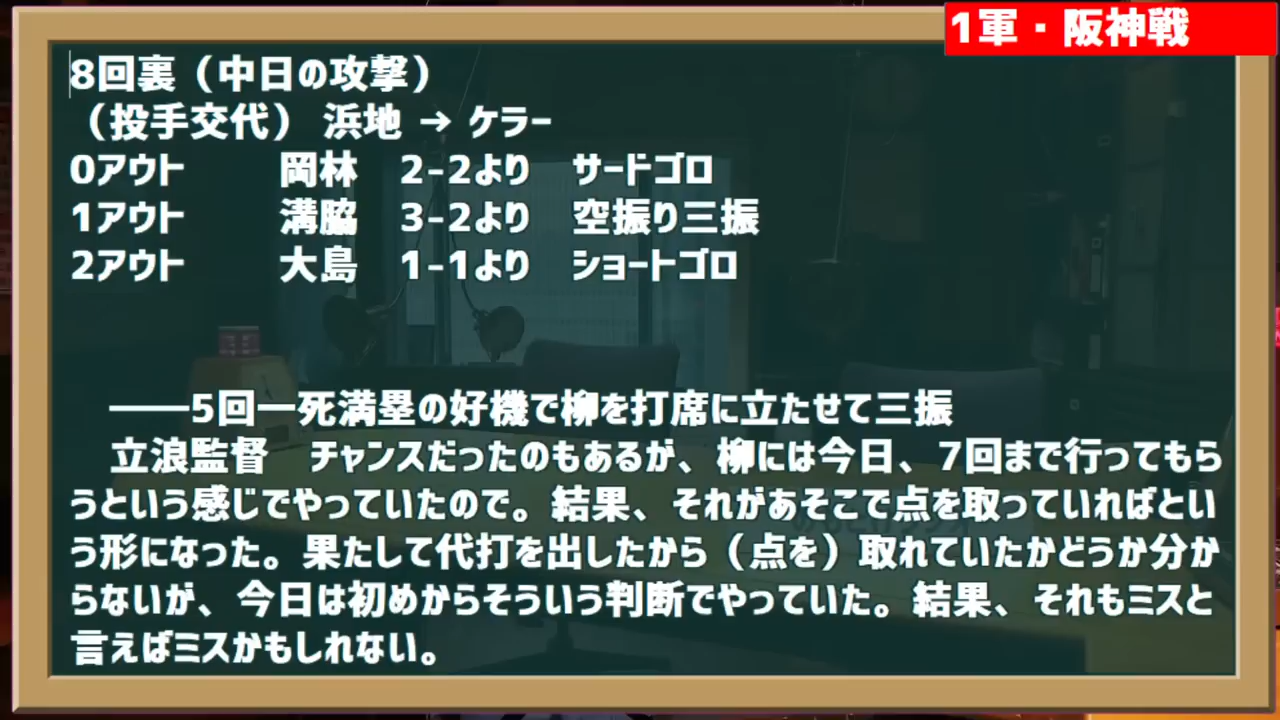 1軍・阪神戦
8回裏（中日の攻撃）
（投手交代） 浜地 → ケラー
0アウト 岡林 2-2より サードゴロ
1アウト 溝脇 3-2より 空振り三振
2アウト 大島 1-1より ショートゴロ
――5回一死満塁の好機で柳を打席に立たせて三振
立浪監督 チャンスだったのもあるが、柳には今日、7回まで行ってもら
うという感じでやっていたので。結果、それがあそこで点を取っていればとい
う形になった。果たして代打を出したから（点を）取れていたかどうか分か
らないが、今日は初めからそういう判断でやっていた。結果、それもミスと
言えばミスかもしれない。